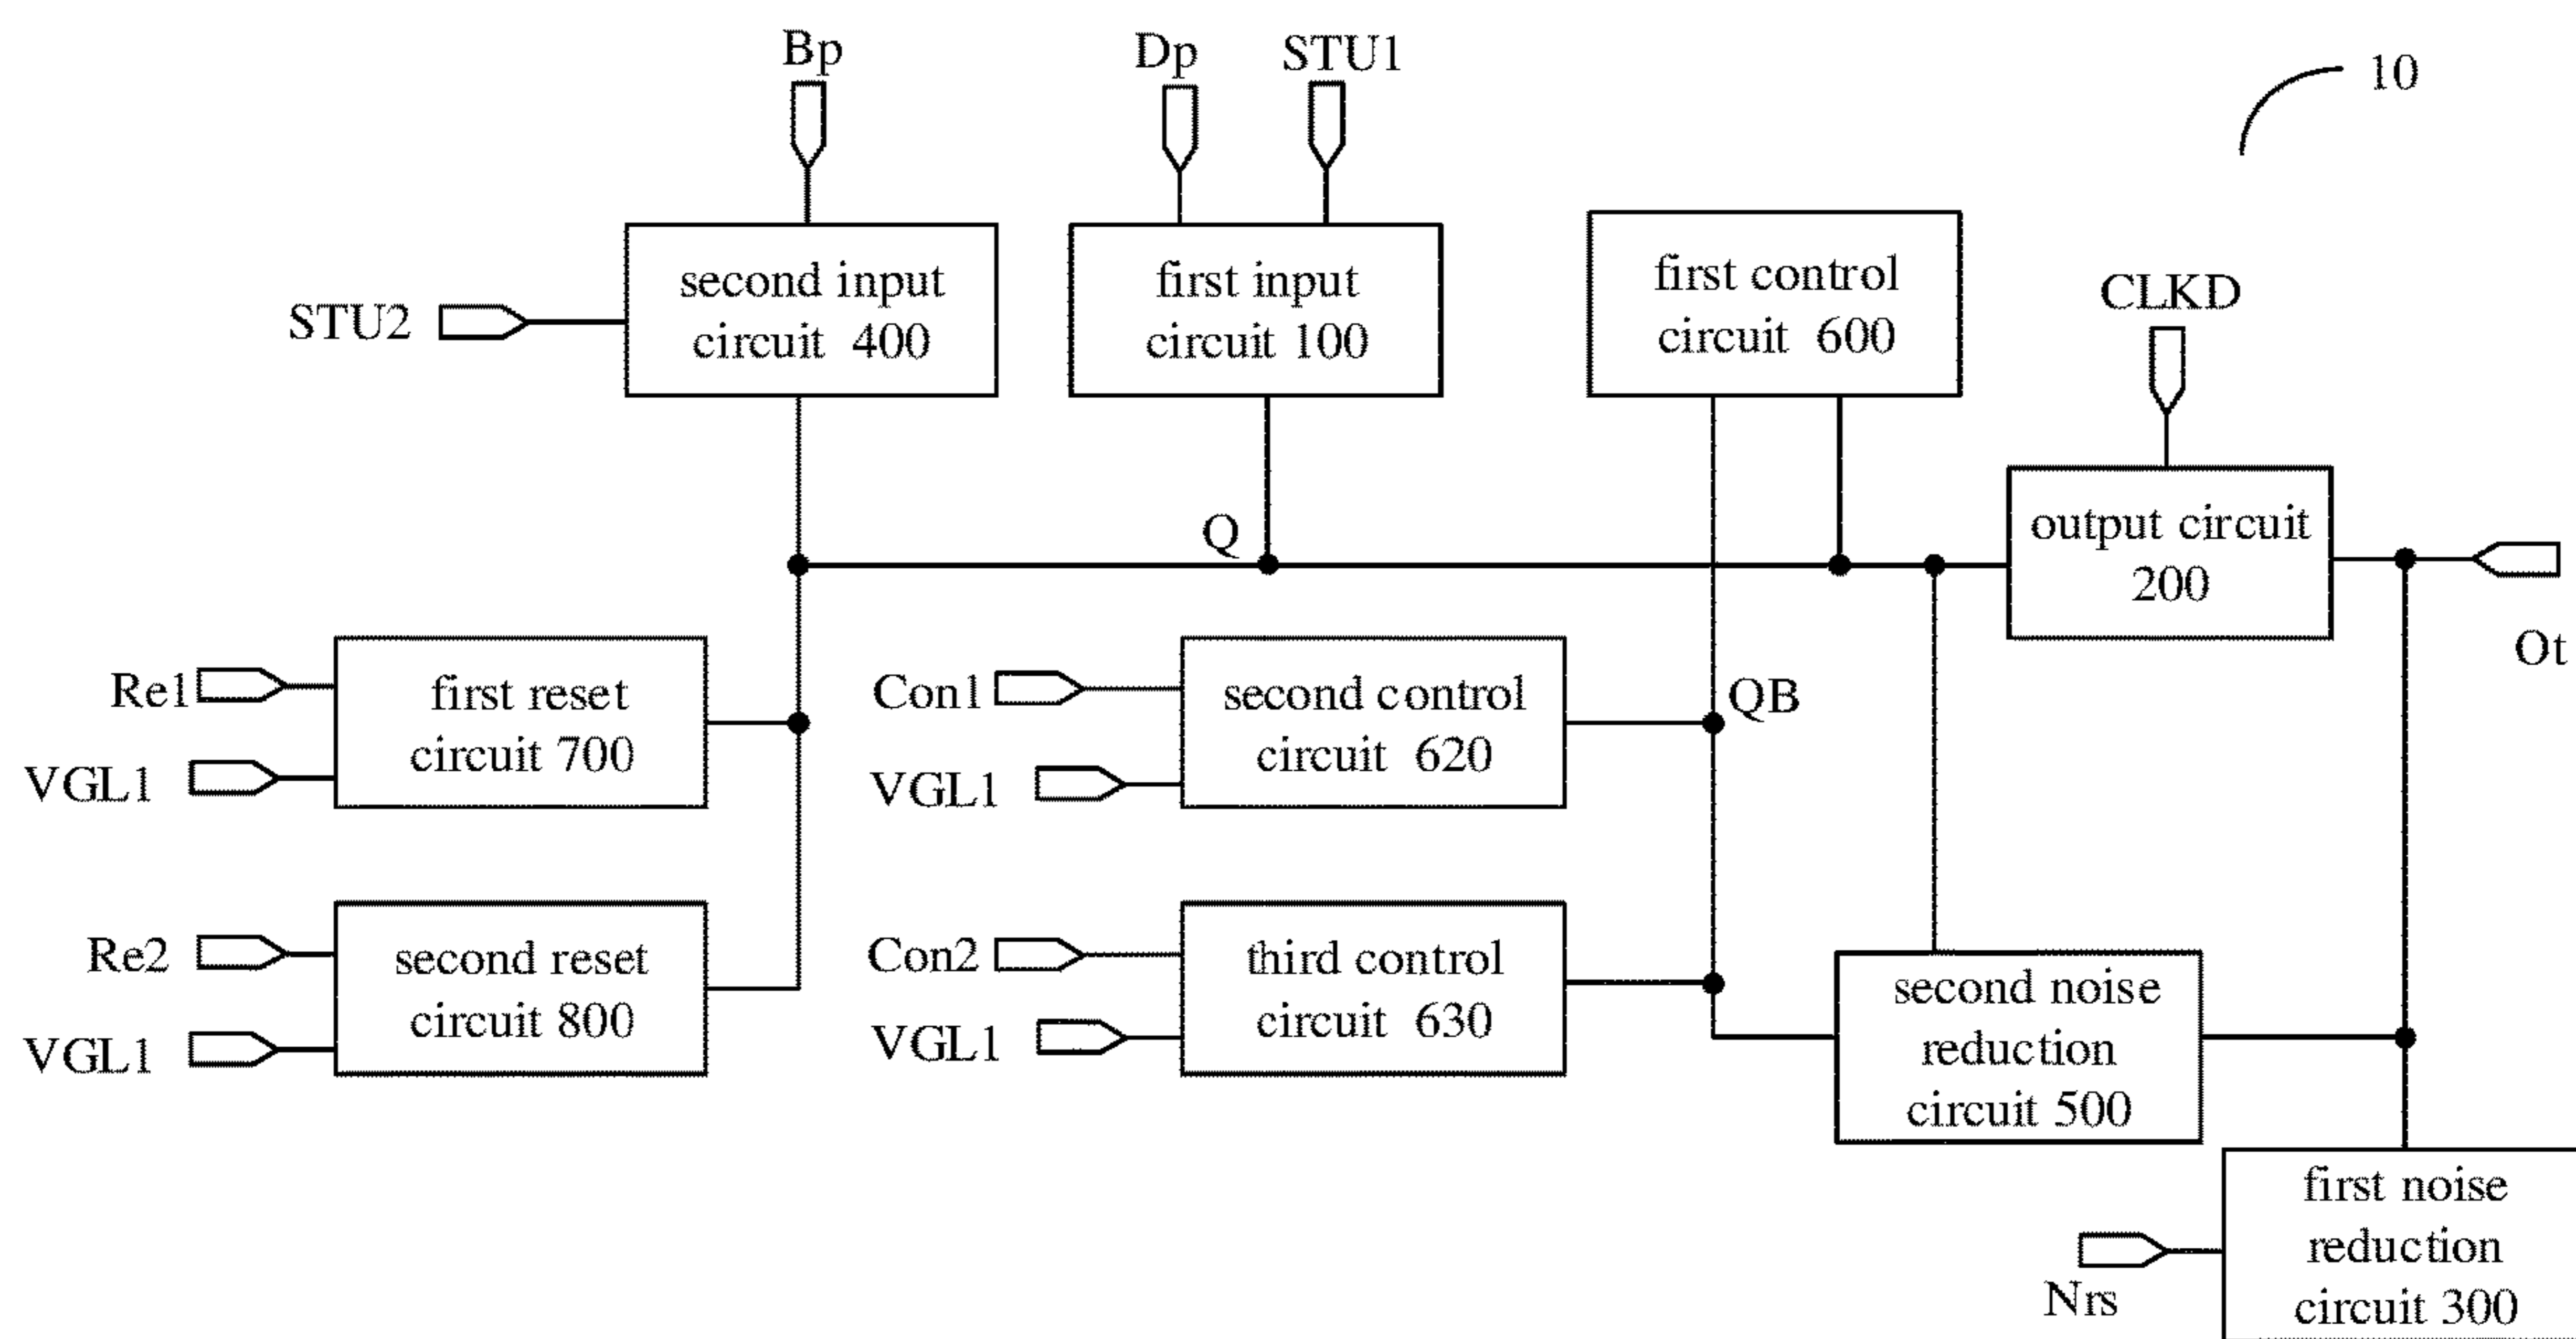 Bp
Dp
STU1
10
second input
circuit 400
first input
circuit 100
first control
circuit 600
STU2
CLKD
output circuit
200
Q
Ot
Re1
VGL1
first reset
circuit 700
Con1
VGL1
second control
circuit 620
QB
Re2
VGL1
second reset
circuit 800
Con2
VGL1
third control
circuit 630
second noise
reduction
circuit 500
first noise
reduction
circuit 300
Nrs